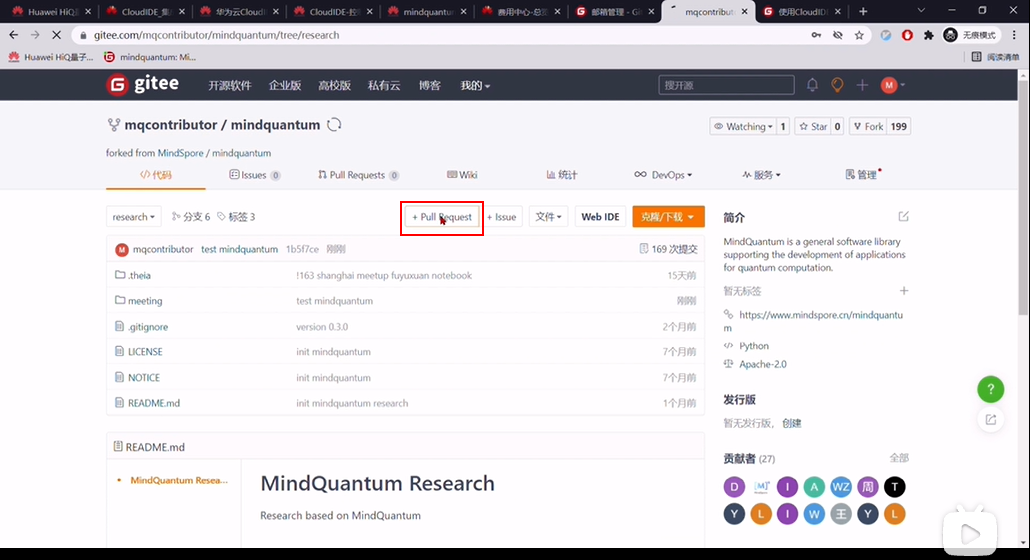 Huawei HiQ量
CloudIDE_集
华为云CloudI
CloudIDE-控
mindquantum
费用中心-总
邮箱管理 - Gi
mqcontribut
使用CloudID
gitee.com/mqcontributor/mindquantum/tree/research
无痕模式
Huawei HiQ量子...
mindquantum: Mi...
阅读清单
gitee 开源软件 企业版 高校版 私有云 博客 我的
搜开源
M
mqcontributor / mindquantum
Watching 1 Star 0 Fork 199
forked from MindSpore / mindquantum
代码 Issues 0 Pull Requests 0 Wiki 统计 DevOps 服务 管理
research 分支 6 标签 3 + Pull Request + Issue 文件 Web IDE 克隆/下载
M mqcontributor test mindquantum 1b5f7ce 刚刚 169 次提交
.theia !163 shanghai meetup fuyuxuan notebook 15天前
meeting test mindquantum 刚刚
.gitignore version 0.3.0 2个月前
LICENSE init mindquantum 7个月前
NOTICE init mindquantum 7个月前
README.md init mindquantum research 1个月前
README.md
MindQuantum Resea...
MindQuantum Research
Research based on MindQuantum
简介
MindQuantum is a general software library
supporting the development of applications
for quantum computation.
暂无标签
https://www.mindspore.cn/mindquantu
m
Python
Apache-2.0
发行版
暂无发行版，创建
贡献者 (27) 全部
D I A WZ 周 T
Y L I W 王 Y L
?